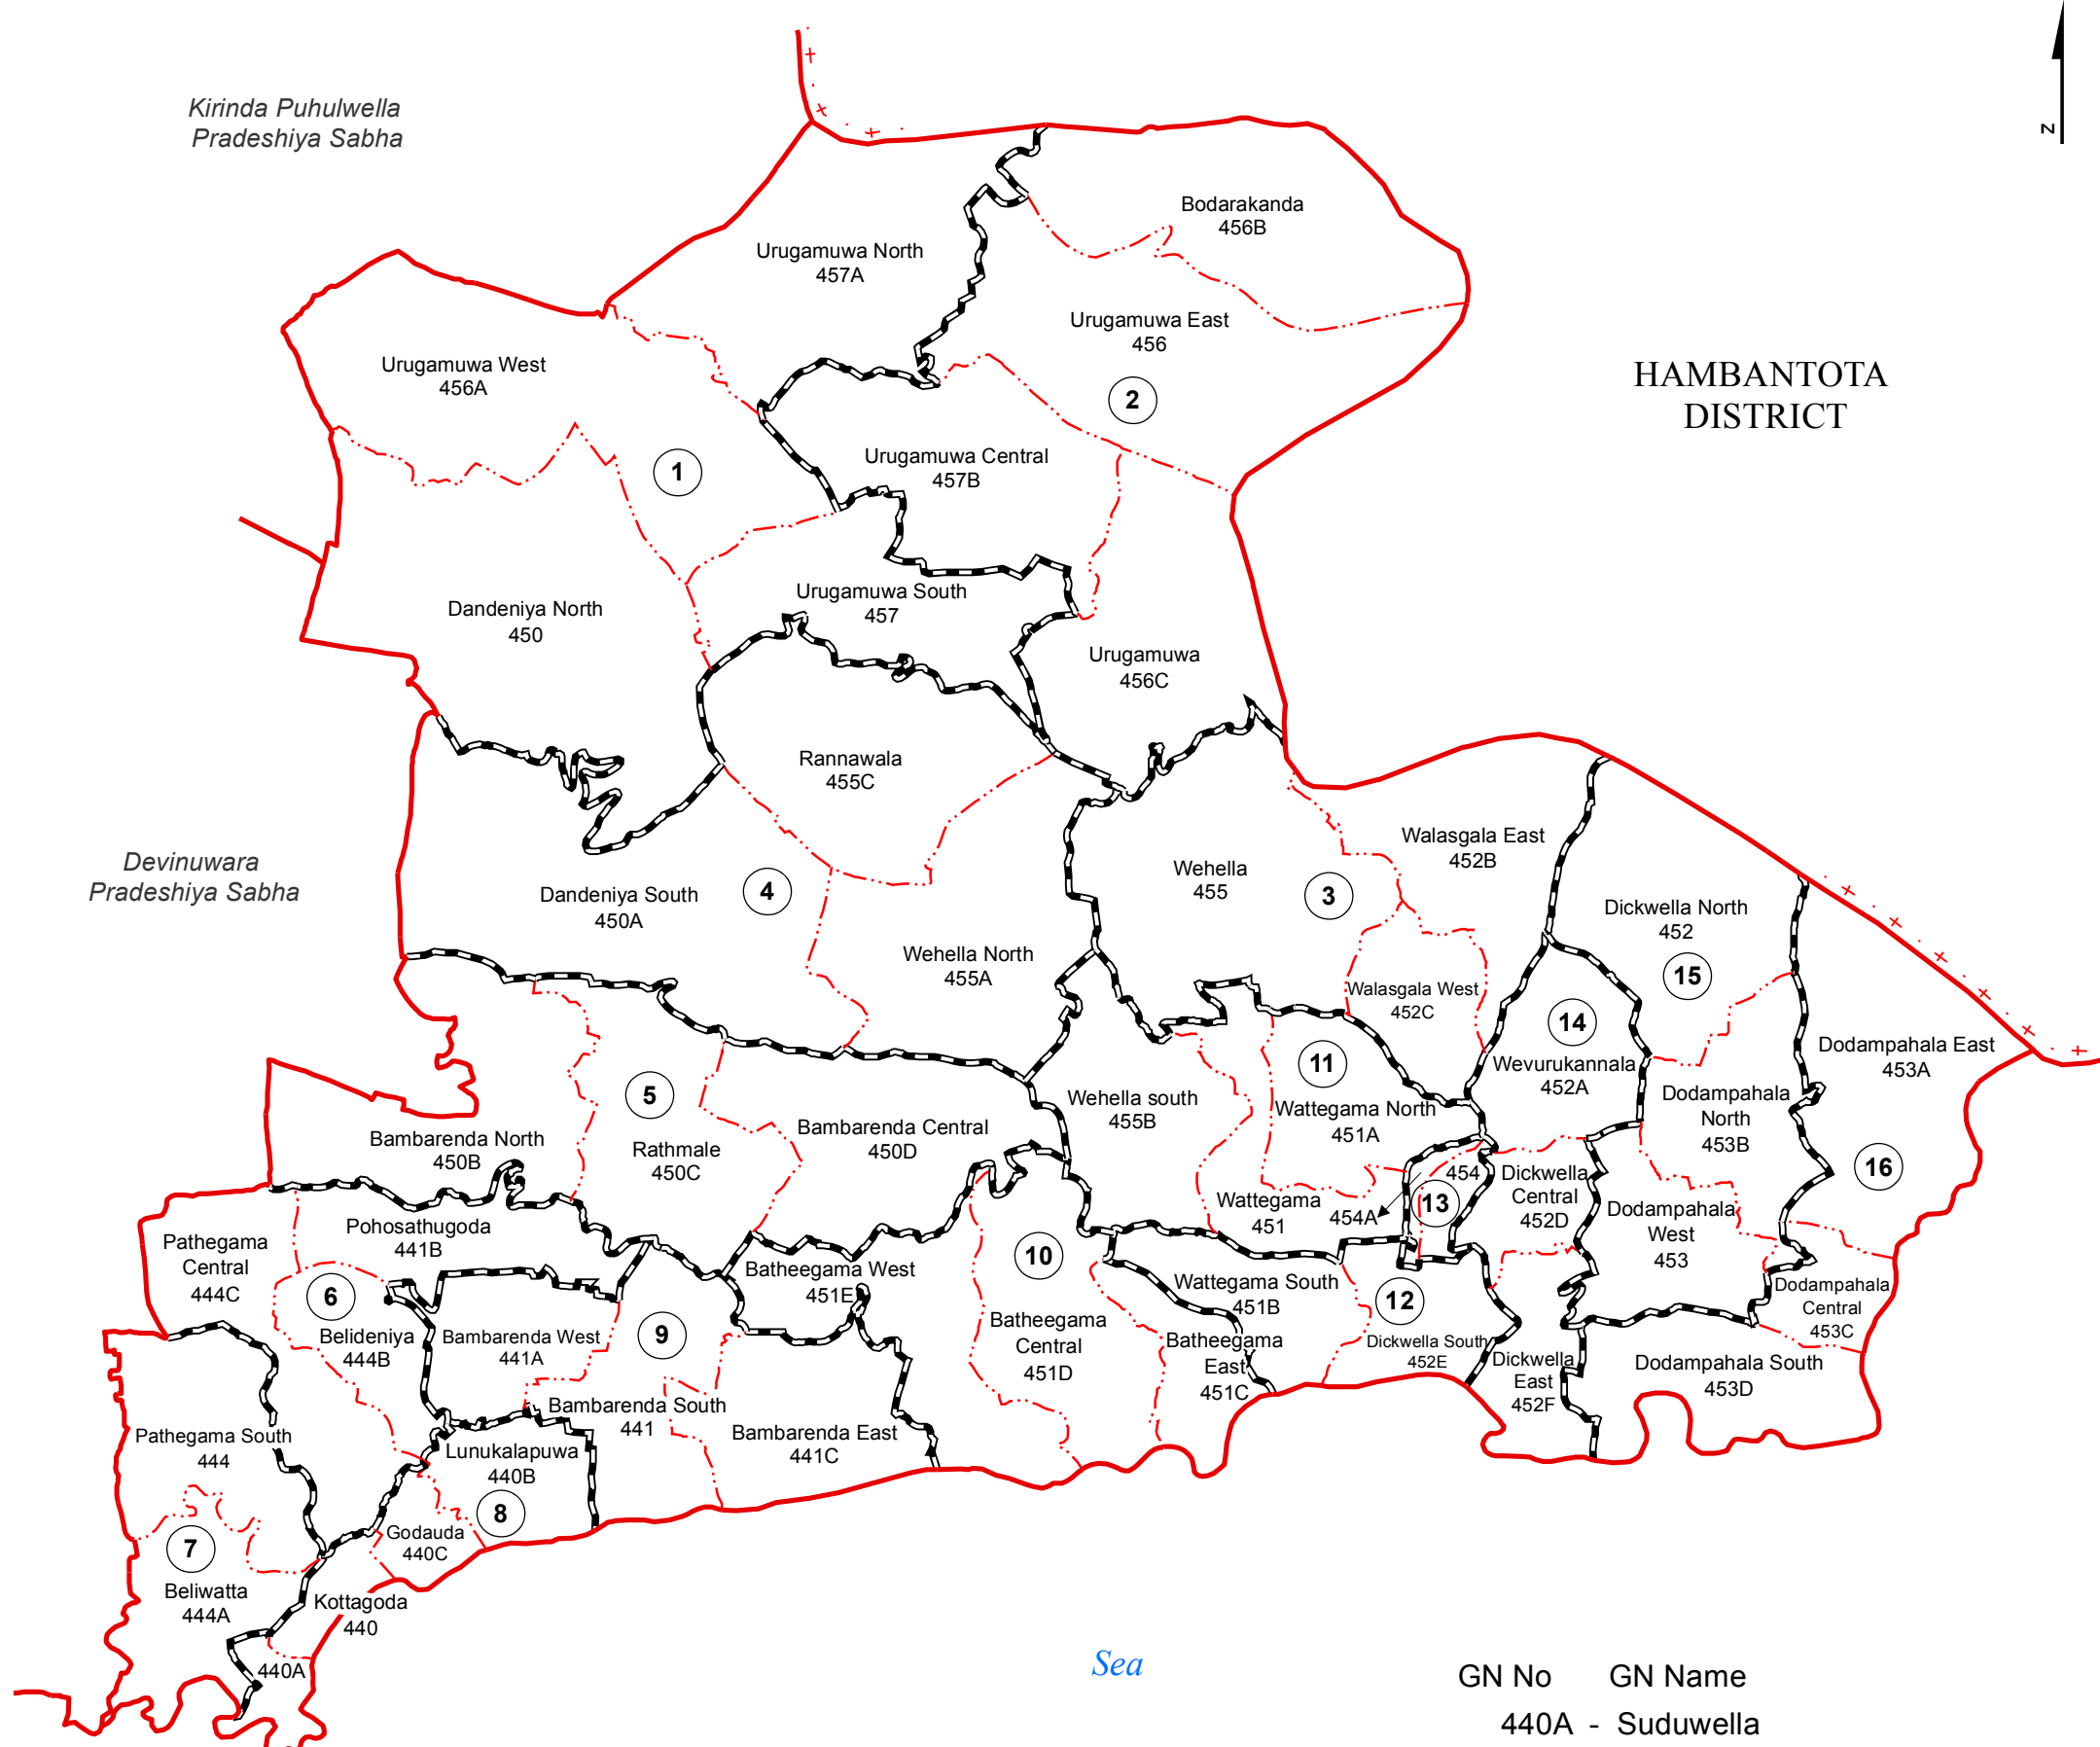 Kirinda Puhulwella
Pradeshiya Sabha
N
Bodarakanda
456B
Urugamuwa North
457A
Urugamuwa East
456
Urugamuwa West
456A
HAMBANTOTA
DISTRICT
2
Urugamuwa Central
457B
1
Urugamuwa South
457
Dandeniya North
450
Urugamuwa
456C
Rannawala
455C
Walasgala East
452B
Devinuwara
Pradeshiya Sabha
Wehella
455
3
4
Dandeniya South
450A
Dickwella North
452
15
Wehella North
455A
Walasgala West
452C
14
Wevurukannala
452A
Dodampahala East
453A
11
5
Wehella south
455B
Wattegama North
451A
Dodampahala
North
453B
Bambarenda North
450B
Rathmale
450C
Bambarenda Central
450D
16
454
Dickwella
Central
452D
13
Wattegama
451
454A
Dodampahala
West
453
Pohosathugoda
441B
Pathegama
Central
444C
10
Batheegama West
451E
Wattegama South
451B
12
Dodampahala
Central
453C
6
Belideniya
444B
Bambarenda West
441A
9
Batheegama
Central
451D
Batheegama
East
451C
Dickwella South
452E
Dickwella
East
452F
Dodampahala South
453D
Bambarenda South
441
Bambarenda East
441C
Pathegama South
444
Lunukalapuwa
440B
8
Godauda
440C
7
Beliwatta
444A
Kottagoda
440
440A
Sea
GN No GN Name
440A - Suduwella